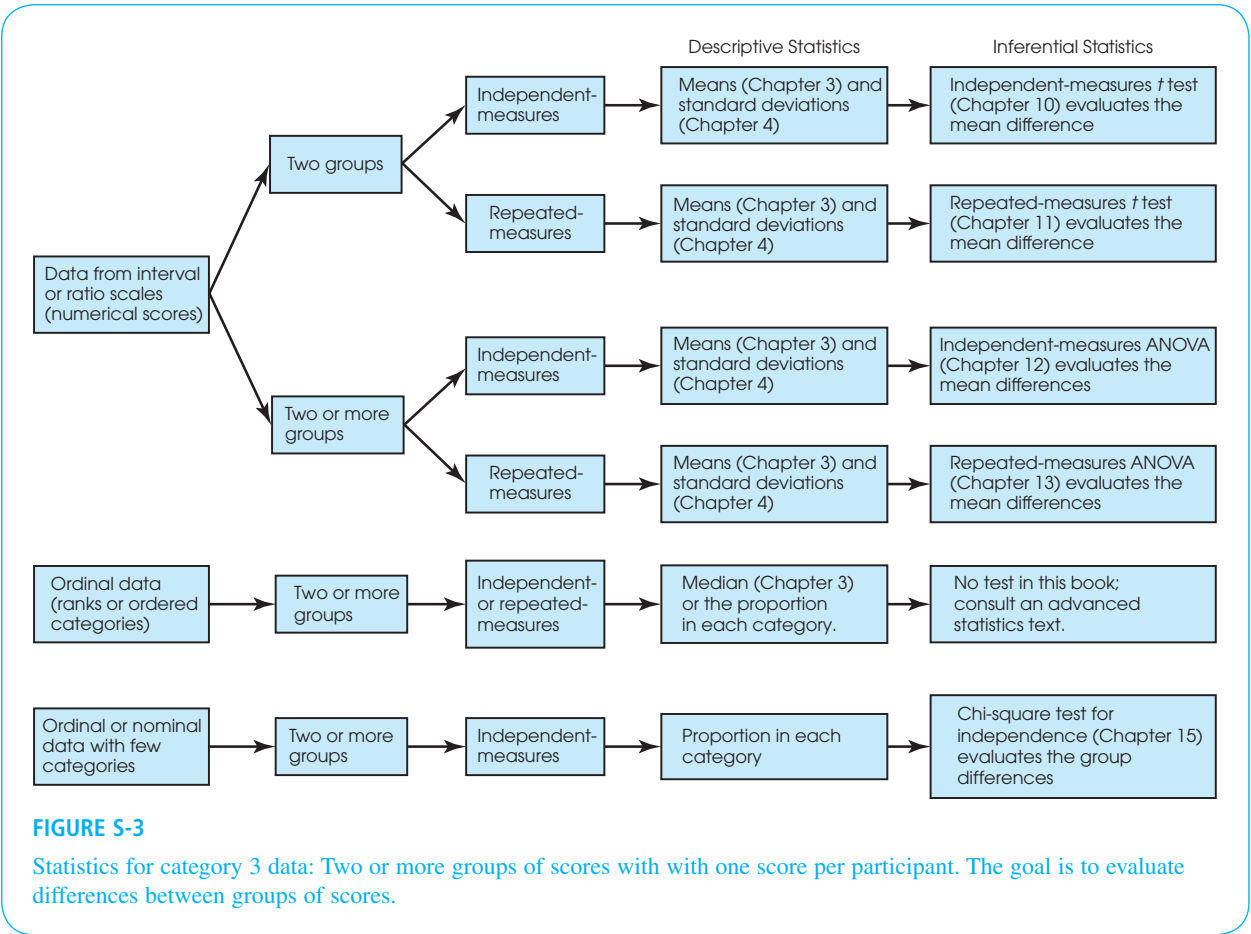 Descriptive Statistics
Inferential Statistics
Independent-
measures
Means (Chapter 3) and
standard deviations
(Chapter 4)
Independent-measures t test
(Chapter 10) evaluates the
mean difference
Two groups
Repeated-
measures
Means (Chapter 3) and
standard deviations
(Chapter 4)
Repeated-measures t test
(Chapter 11) evaluates the
mean difference
Data from interval
or ratio scales
(numerical scores)
Independent-
measures
Means (Chapter 3) and
standard deviations
(Chapter 4)
Independent-measures ANOVA
(Chapter 12) evaluates the
mean differences
Two or more
groups
Repeated-
measures
Means (Chapter 3) and
standard deviations
(Chapter 4)
Repeated-measures ANOVA
(Chapter 13) evaluates the
mean differences
Ordinal data
(ranks or ordered
categories)
Two or more
groups
Independent-
or repeated-
measures
Median (Chapter 3)
or the proportion
in each category.
No test in this book;
consult an advanced
statistics text.
Ordinal or nominal
data with few
categories
Two or more
groups
Independent-
measures
Proportion in each
category
Chi-square test for
independence (Chapter 15)
evaluates the group
differences
FIGURE S-3
Statistics for category 3 data: Two or more groups of scores with with one score per participant. The goal is to evaluate
differences between groups of scores.